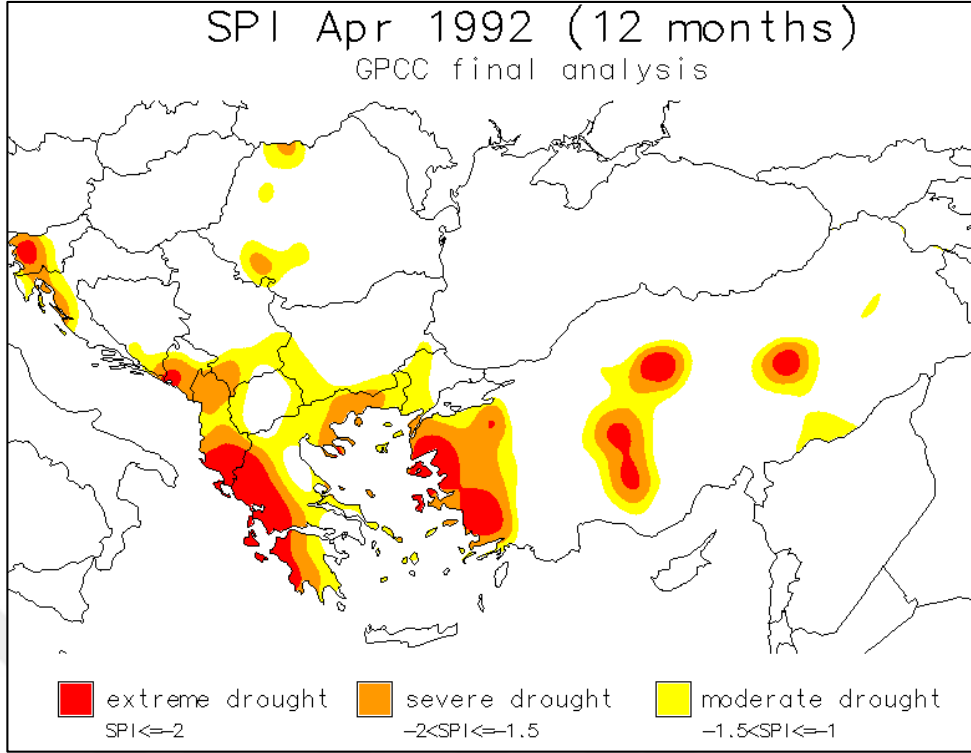 SPI Apr 1992 (12 months)
GPCC final analysis
extreme drought severe drought moderate drought
SPI<=-2 -2<SPI<=-1.5 -1.5<SPI<=-1